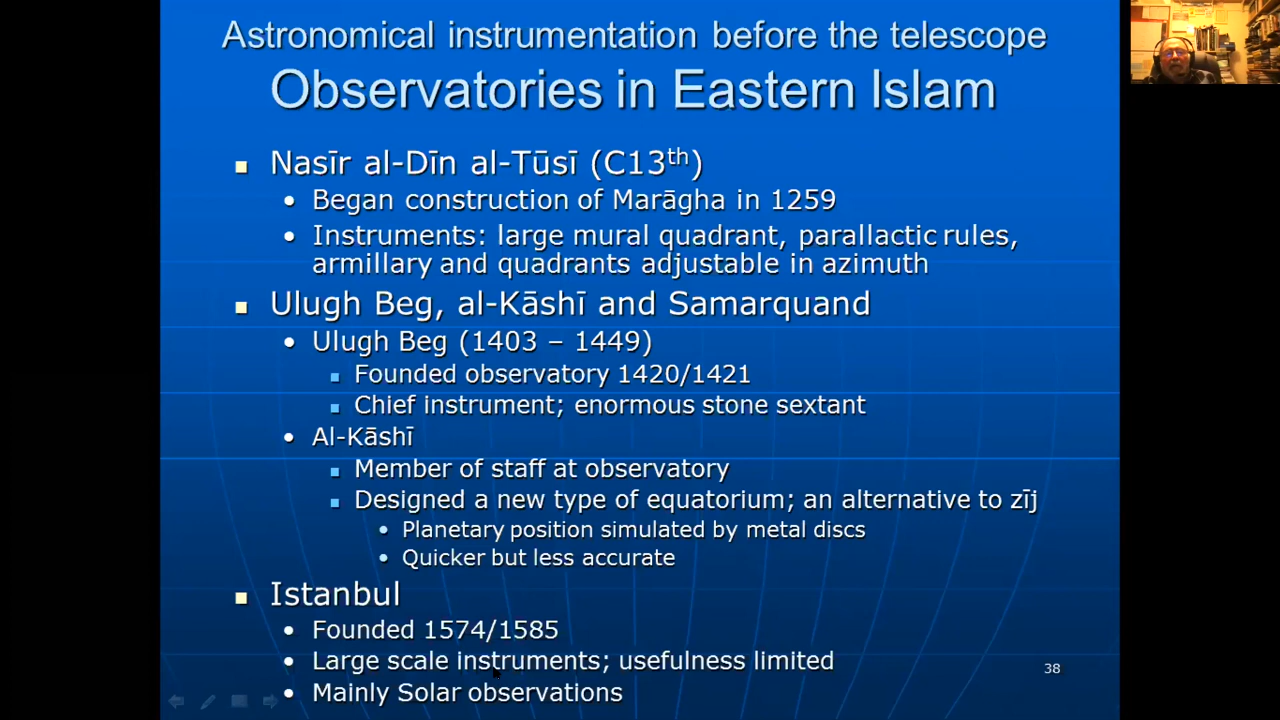 Astronomical instrumentation before the telescope
Observatories in Eastern Islam
Nasīr al-Dīn al-Tūsī (C13th)
Began construction of Marāgha in 1259
Instruments: large mural quadrant, parallactic rules,
armillary and quadrants adjustable in azimuth
Ulugh Beg, al-Kāshī and Samarquand
Ulugh Beg (1403 – 1449)
Founded observatory 1420/1421
Chief instrument; enormous stone sextant
Al-Kāshī
Member of staff at observatory
Designed a new type of equatorium; an alternative to zīj
Planetary position simulated by metal discs
Quicker but less accurate
Istanbul
Founded 1574/1585
Large scale instruments; usefulness limited
Mainly Solar observations
38